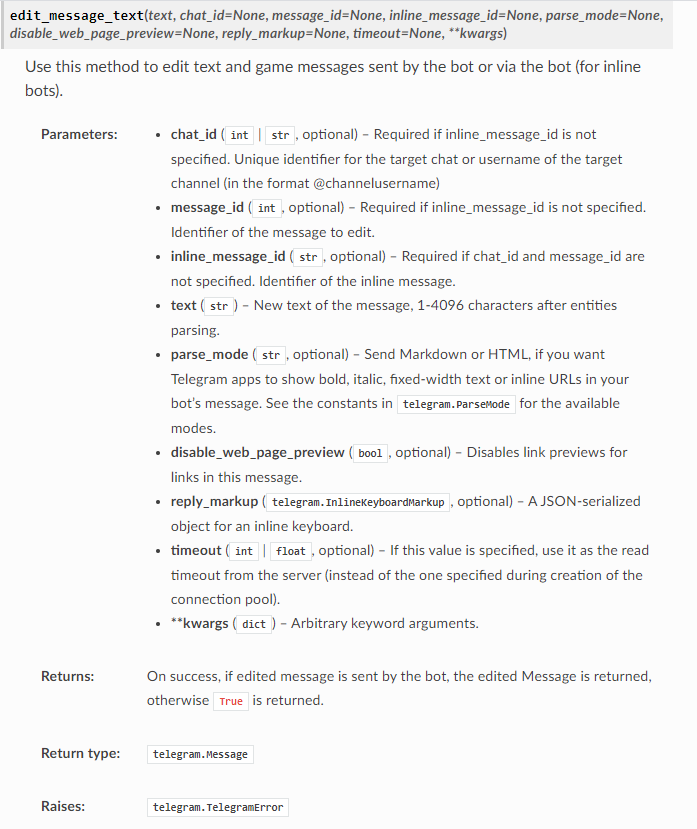 edit_message_text(text, chat_id=None, message_id=None, inline_message_id=None, parse_mode=None,
disable_web_page_preview=None, reply_markup=None, timeout=None, **kwargs)
Use this method to edit text and game messages sent by the bot or via the bot (for inline
bots).
Parameters:
• chat_id (int | str, optional) – Required if inline_message_id is not
specified. Unique identifier for the target chat or username of the target
channel (in the format @channelusername)
• message_id (int, optional) – Required if inline_message_id is not specified.
Identifier of the message to edit.
• inline_message_id (str, optional) – Required if chat_id and message_id are
not specified. Identifier of the inline message.
• text (str) – New text of the message, 1-4096 characters after entities
parsing.
• parse_mode (str, optional) – Send Markdown or HTML, if you want
Telegram apps to show bold, italic, fixed-width text or inline URLs in your
bot’s message. See the constants in telegram.ParseMode for the available
modes.
• disable_web_page_preview (bool, optional) – Disables link previews for
links in this message.
• reply_markup (telegram.InlineKeyboardMarkup, optional) – A JSON-serialized
object for an inline keyboard.
• timeout (int | float, optional) – If this value is specified, use it as the read
timeout from the server (instead of the one specified during creation of the
connection pool).
• **kwargs (dict) – Arbitrary keyword arguments.
Returns:
On success, if edited message is sent by the bot, the edited Message is returned,
otherwise True is returned.
Return type:
telegram.Message
Raises:
telegram.TelegramError